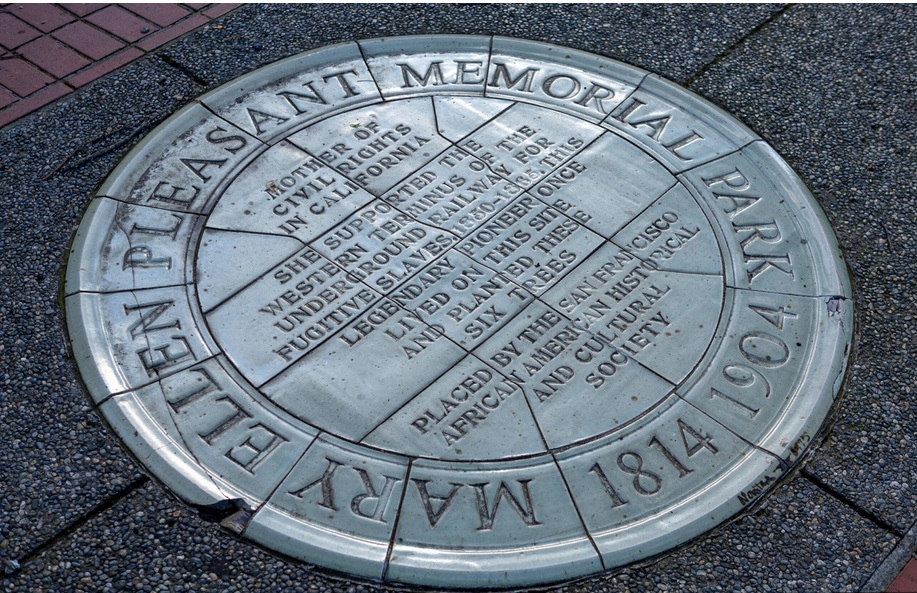 MARY ELLEN PLEASANT MEMORIAL PARK 1814 1904
MOTHER OF
CIVIL RIGHTS
IN CALIFORNIA
SHE SUPPORTED THE
WESTERN TERMINUS OF THE
UNDERGROUND RAILWAY FOR
FUGITIVE SLAVES, 1850-1865. THIS
LEGENDARY PIONEER ONCE
LIVED ON THIS SITE
AND PLANTED THESE
SIX TREES
PLACED BY THE SAN FRANCISCO
AFRICAN AMERICAN HISTORICAL
AND CULTURAL
SOCIETY